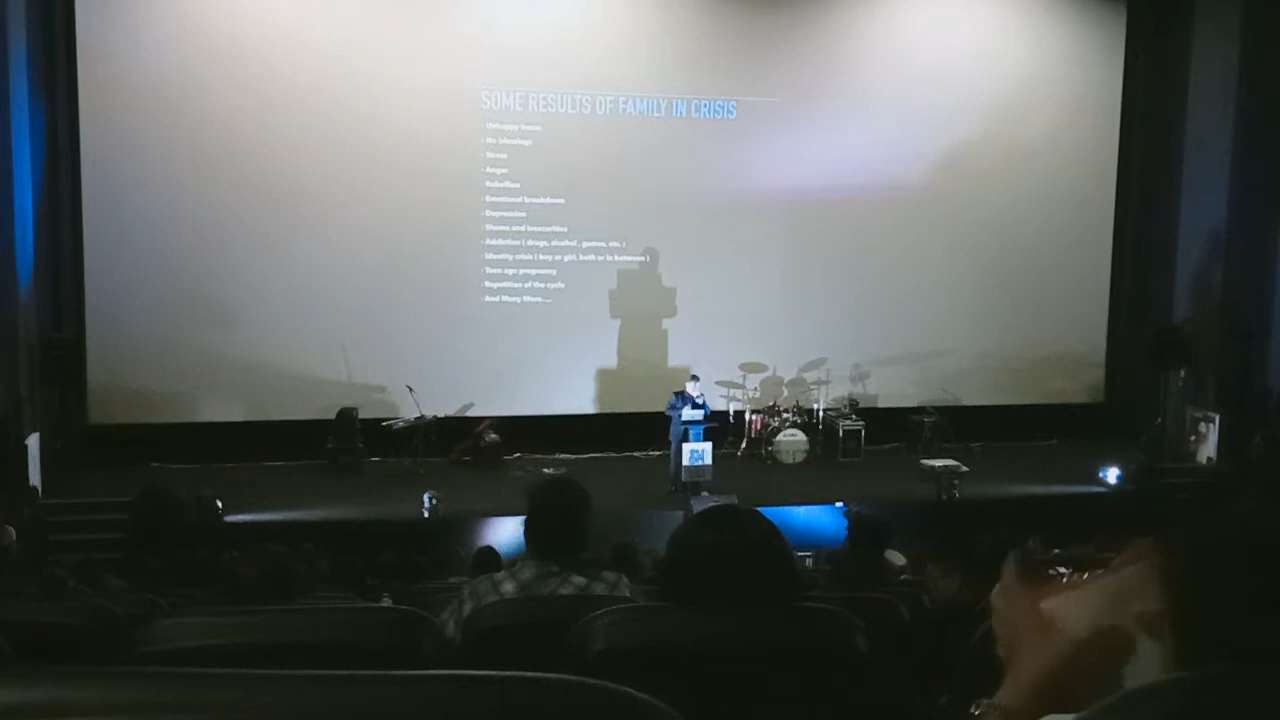 SOME RESULTS OF FAMILY IN CRISIS
- Unhappy home
- No blessings
- Stress
- Anger
- Rebellion
- Emotional breakdown
- Depression
- Shame and insecurities
- Addiction ( drugs, alcohol , games, etc. )
- Identity crisis ( boy or girl, both or in between )
- Teen age pregnancy
- Repetition of the cycle
- And Many More....
SM